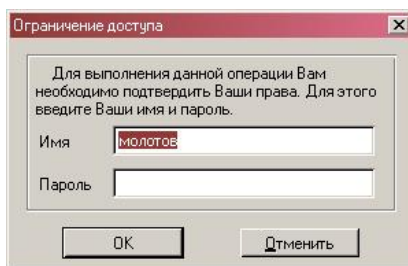 Ограничение доступа
Для выполнения данной операции Вам
необходимо подтвердить Ваши права. Для этого
введите Ваши имя и пароль.
Имя
молотов
Пароль
OK
Отменить